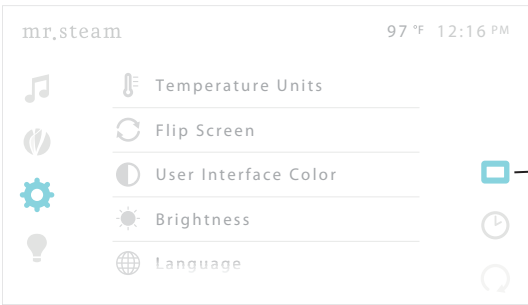 mr.steam 97 °F 12:16 PM
Temperature Units
Flip Screen
User Interface Color
Brightness
Language